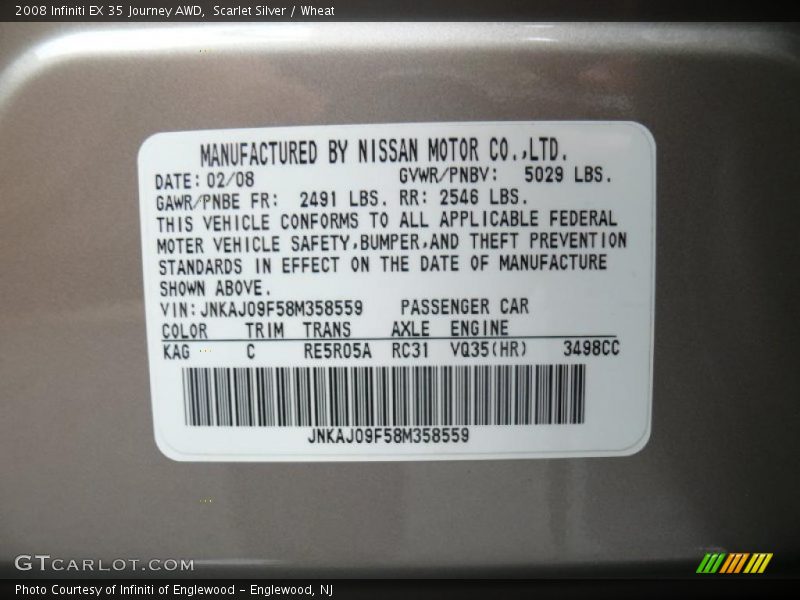 2008 Infiniti EX 35 Journey AWD, Scarlet Silver / Wheat
MANUFACTURED BY NISSAN MOTOR CO.,LTD.
DATE: 02/08 GVWR/PNBV: 5029 LBS.
GAWR/PNBE FR: 2491 LBS. RR: 2546 LBS.
THIS VEHICLE CONFORMS TO ALL APPLICABLE FEDERAL
MOTER VEHICLE SAFETY,BUMPER,AND THEFT PREVENTION
STANDARDS IN EFFECT ON THE DATE OF MANUFACTURE
SHOWN ABOVE.
VIN: JNKAJ09F58M358559 PASSENGER CAR
COLOR TRIM TRANS AXLE ENGINE
KAG C RE5R05A RC31 VQ35(HR) 3498CC
JNKAJ09F58M358559
GTCARLOT.COM
Photo Courtesy of Infiniti of Englewood - Englewood, NJ